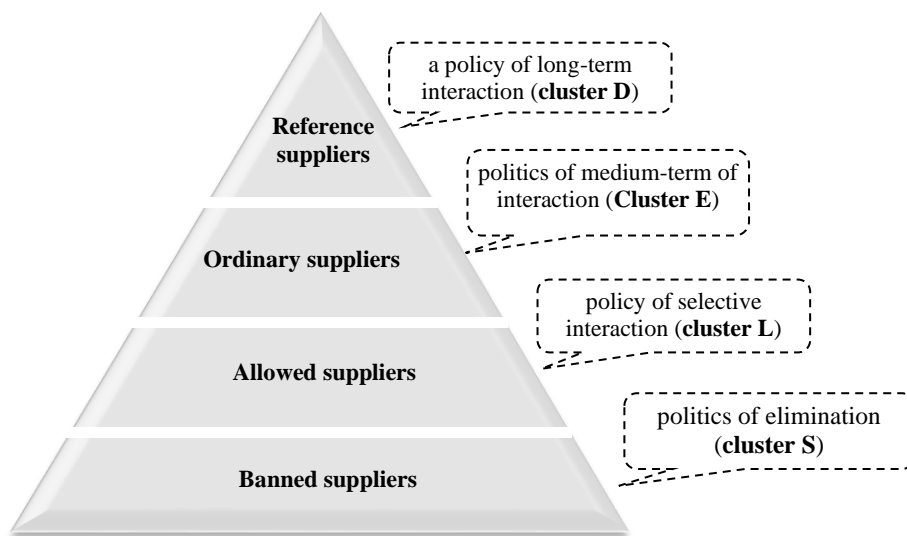 a policy of long-term
interaction (cluster D)
Reference
suppliers
politics of medium-term of
interaction (Cluster E)
Ordinary suppliers
policy of selective
interaction (cluster L)
Allowed suppliers
politics of elimination
(cluster S)
Banned suppliers